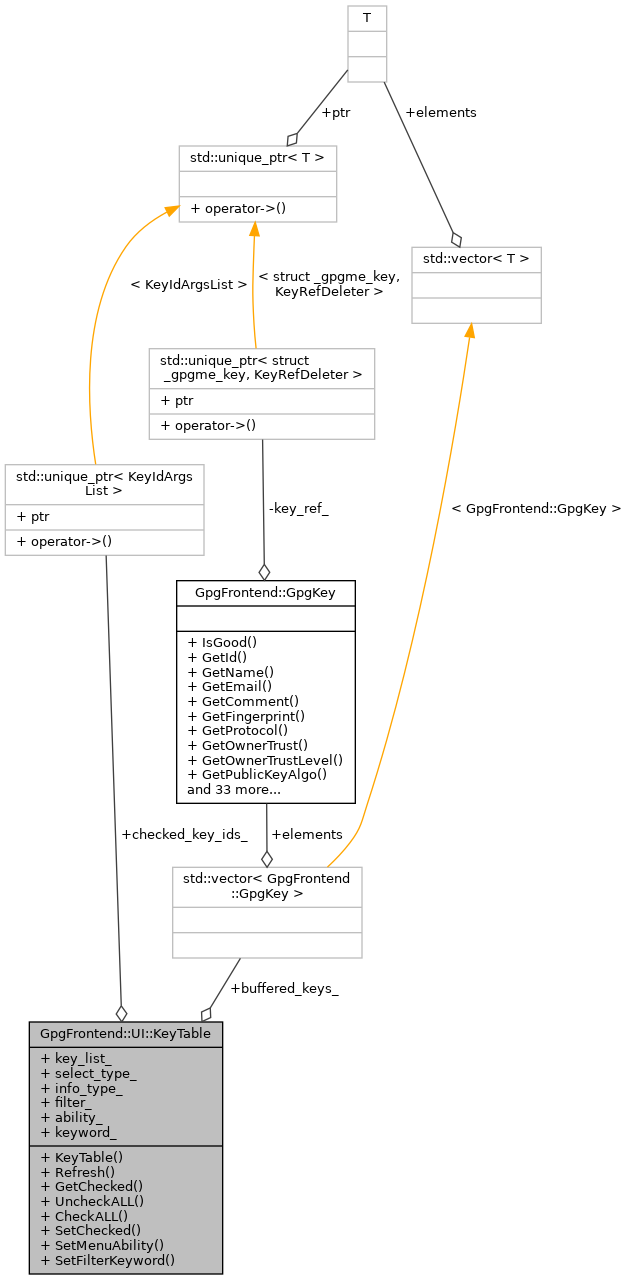 T
+ptr
+elements
std::unique_ptr< T >
+ operator->()
std::vector< T >
< KeyIdArgsList >
< struct _gpgme_key,
KeyRefDeleter >
std::unique_ptr< struct
_gpgme_key, KeyRefDeleter >
+ ptr
+ operator->()
std::unique_ptr< KeyIdArgs
List >
+ ptr
+ operator->()
-key_ref_
< GpgFrontend::GpgKey >
GpgFrontend::GpgKey
+ IsGood()
+ GetId()
+ GetName()
+ GetEmail()
+ GetComment()
+ GetFingerprint()
+ GetProtocol()
+ GetOwnerTrust()
+ GetOwnerTrustLevel()
+ GetPublicKeyAlgo()
and 33 more...
+checked_key_ids_
+elements
std::vector< GpgFrontend
::GpgKey >
+buffered_keys_
GpgFrontend::UI::KeyTable
+ key_list_
+ select_type_
+ info_type_
+ filter_
+ ability_
+ keyword_
+ KeyTable()
+ Refresh()
+ GetChecked()
+ UncheckALL()
+ CheckALL()
+ SetChecked()
+ SetMenuAbility()
+ SetFilterKeyword()